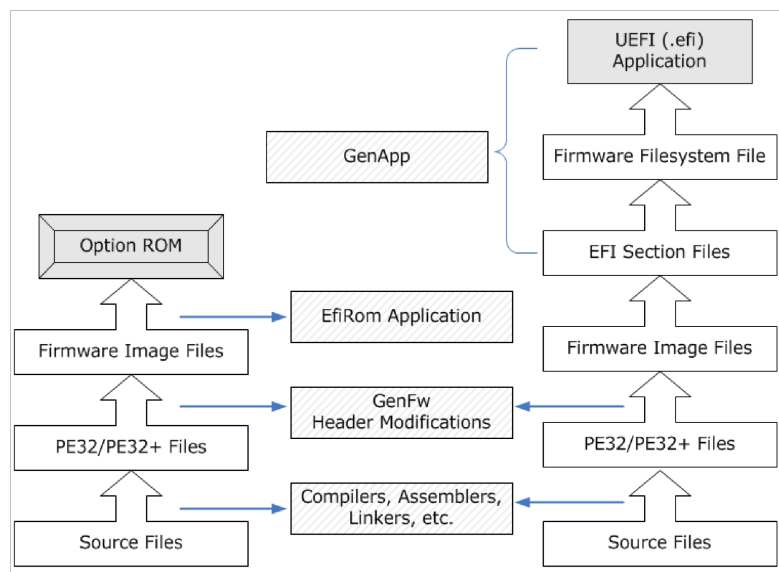 UEFI (.efi)
Application
GenApp
Firmware Filesystem File
Option ROM
EFI Section Files
EfiRom Application
Firmware Image Files
Firmware Image Files
GenFw
Header Modifications
PE32/PE32+ Files
PE32/PE32+ Files
Compilers, Assemblers,
Linkers, etc.
Source Files
Source Files